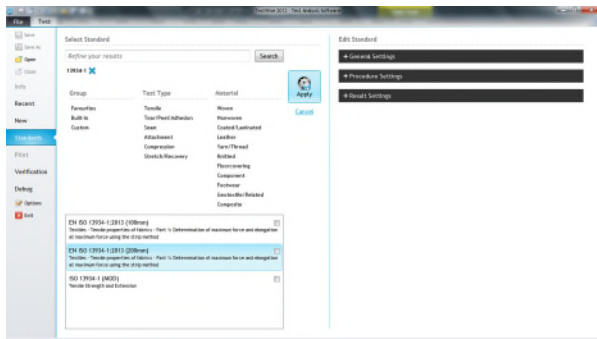 TestWise 2012 - Test Analysis Software
File
Test
Save
Save As
Open
Close
Info
Recent
New
Standards
Print
Verification
Debug
Options
Exit
Select Standard
Refine your results
Search
13934-1
Apply
Cancel
Group
Favourites
Built In
Custom
Test Type
Tensile
Tear/Peel/Adhesion
Seam
Attachment
Compression
Stretch/Recovery
Material
Woven
Nonwoven
Coated/Laminated
Leather
Yarn/Thread
Knitted
Floorcovering
Component
Footwear
Geotextile/Related
Composite
EN ISO 13934-1:2013 (100mm)
Textiles - Tensile properties of fabrics - Part 1: Determination of maximum force and elongation
at maximum force using the strip method
EN ISO 13934-1:2013 (200mm)
Textiles - Tensile properties of fabrics - Part 1: Determination of maximum force and elongation
at maximum force using the strip method
ISO 13934-1 (MOD)
Tensile Strength and Extension
Edit Standard
+ General Settings
+ Procedure Settings
+ Result Settings